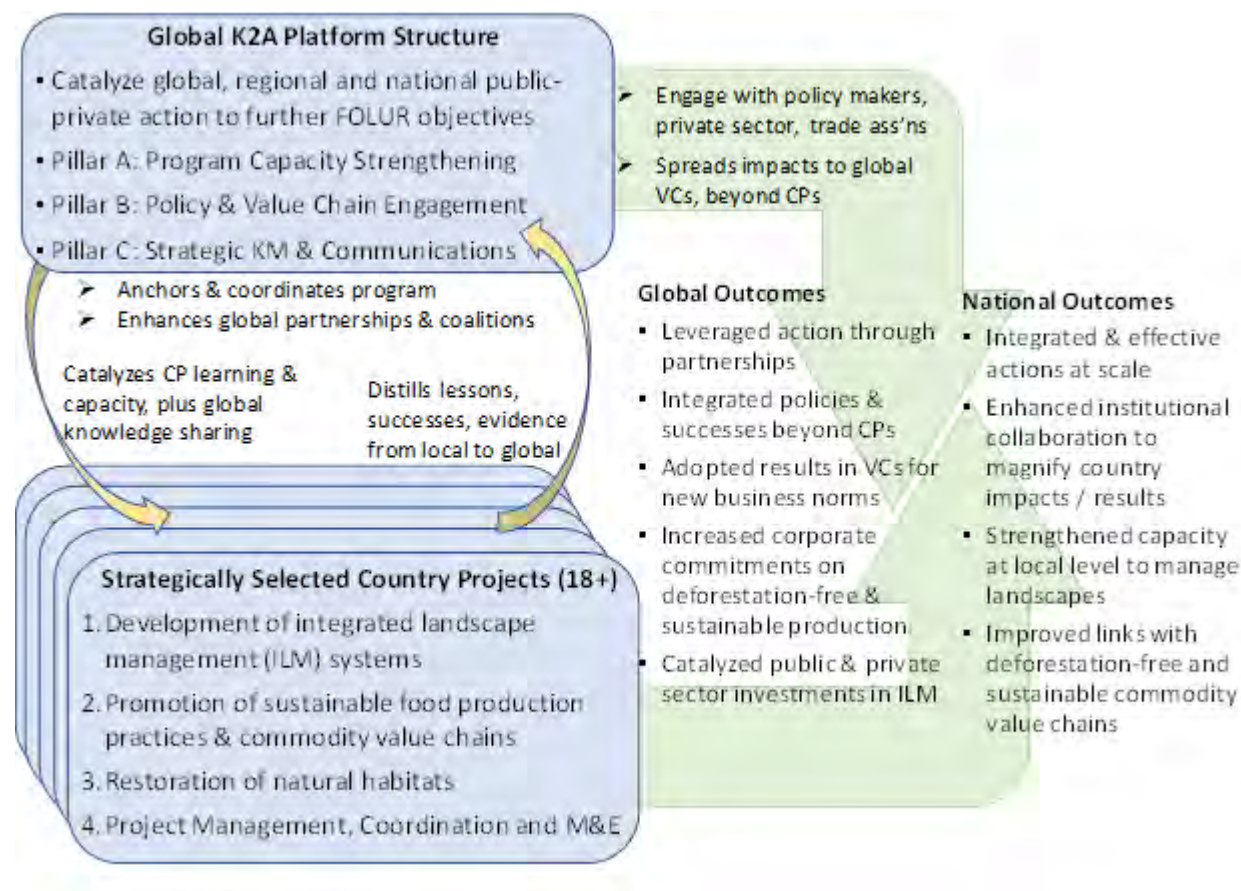 Global K2A Platform Structure
▪ Catalyze global, regional and national public-
private action to further FOLUR objectives
▪ Pillar A: Program Capacity Strengthening
▪ Pillar B: Policy & Value Chain Engagement
▪ Pillar C: Strategic KM & Communications
➢ Anchors & coordinates program
➢ Enhances global partnerships & coalitions
Catalyzes CP learning &
capacity, plus global
knowledge sharing
Distills lessons,
successes, evidence
from local to global
Strategically Selected Country Projects (18+)
1. Development of integrated landscape
management (ILM) systems
2. Promotion of sustainable food production
practices & commodity value chains
3. Restoration of natural habitats
4. Project Management, Coordination and M&E
➢ Engage with policy makers,
private sector, trade ass'ns
➢ Spreads impacts to global
VCs, beyond CPs
Global Outcomes
▪ Leveraged action through
partnerships
▪ Integrated policies &
successes beyond CPs
▪ Adopted results in VCs for
new business norms
▪ Increased corporate
commitments on
deforestation-free &
sustainable production
▪ Catalyzed public & private
sector investments in ILM
National Outcomes
▪ Integrated & effective
actions at scale
▪ Enhanced institutional
collaboration to
magnify country
impacts / results
▪ Strengthened capacity
at local level to manage
landscapes
▪ Improved links with
deforestation-free and
sustainable commodity
value chains